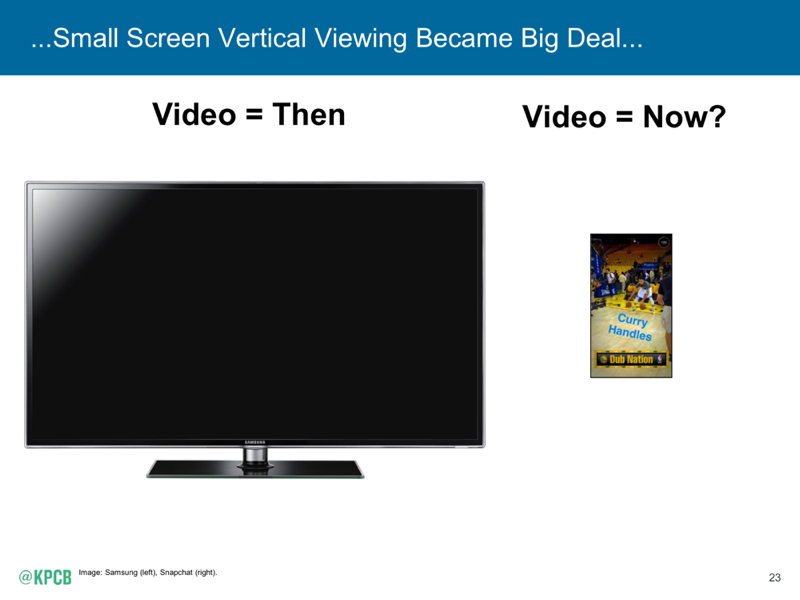 ...Small Screen Vertical Viewing Became Big Deal...
Video = Then
Video = Now?
SAMSUNG
Curry
Handles
Dub Nation
@KPCB
Image: Samsung (left), Snapchat (right).
23